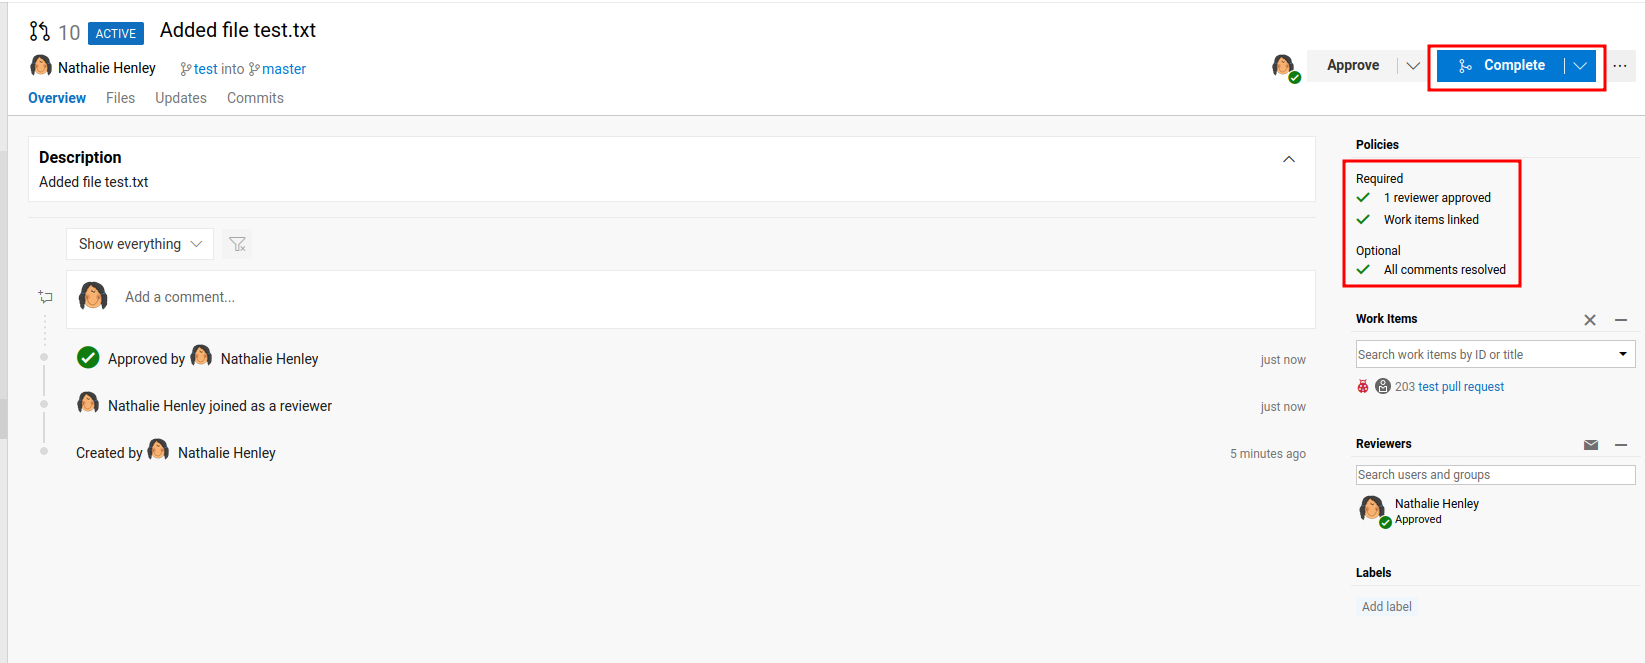 10 ACTIVE Added file test.txt
Nathalie Henley test into master
Approve Complete
Overview Files Updates Commits
Description
Added file test.txt
Show everything
Add a comment...
Approved by Nathalie Henley just now
Nathalie Henley joined as a reviewer just now
Created by Nathalie Henley 5 minutes ago
Policies
Required
1 reviewer approved
Work items linked
Optional
All comments resolved
Work Items
Search work items by ID or title
203 test pull request
Reviewers
Search users and groups
Nathalie Henley
Approved
Labels
Add label